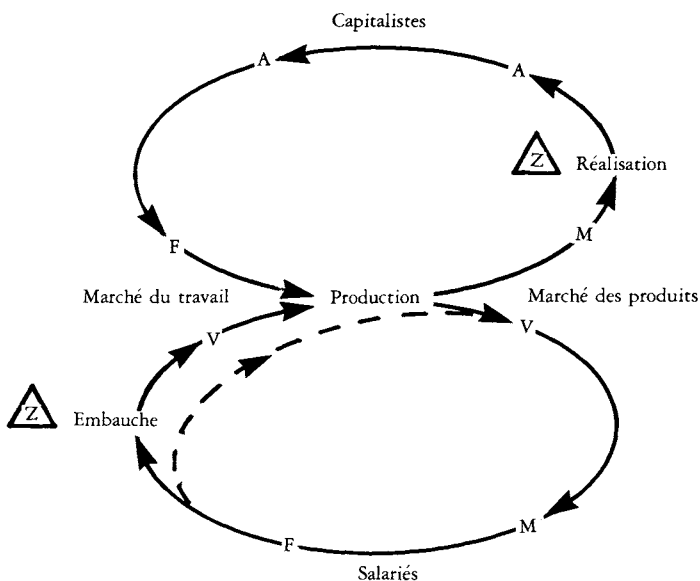 Capitalistes
A
A
Z
Réalisation
F
M
Marché du travail
Production
Marché des produits
V
V
Z
Embauche
F
M
Salariés